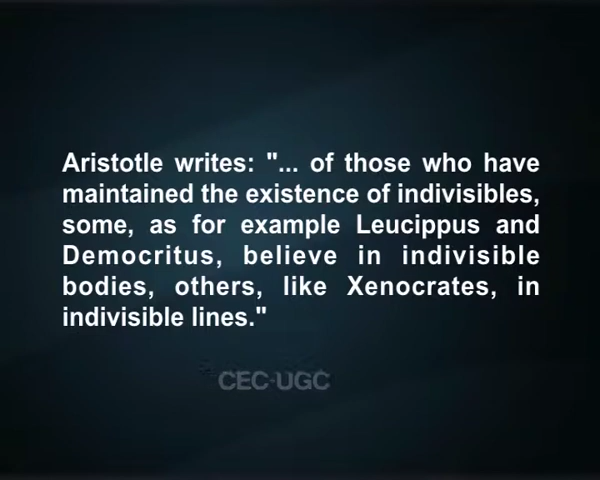 Aristotle writes: "... of those who have
maintained the existence of indivisibles,
some, as for example Leucippus and
Democritus, believe in indivisible
bodies, others, like Xenocrates, in
indivisible lines."
CEC-UGC